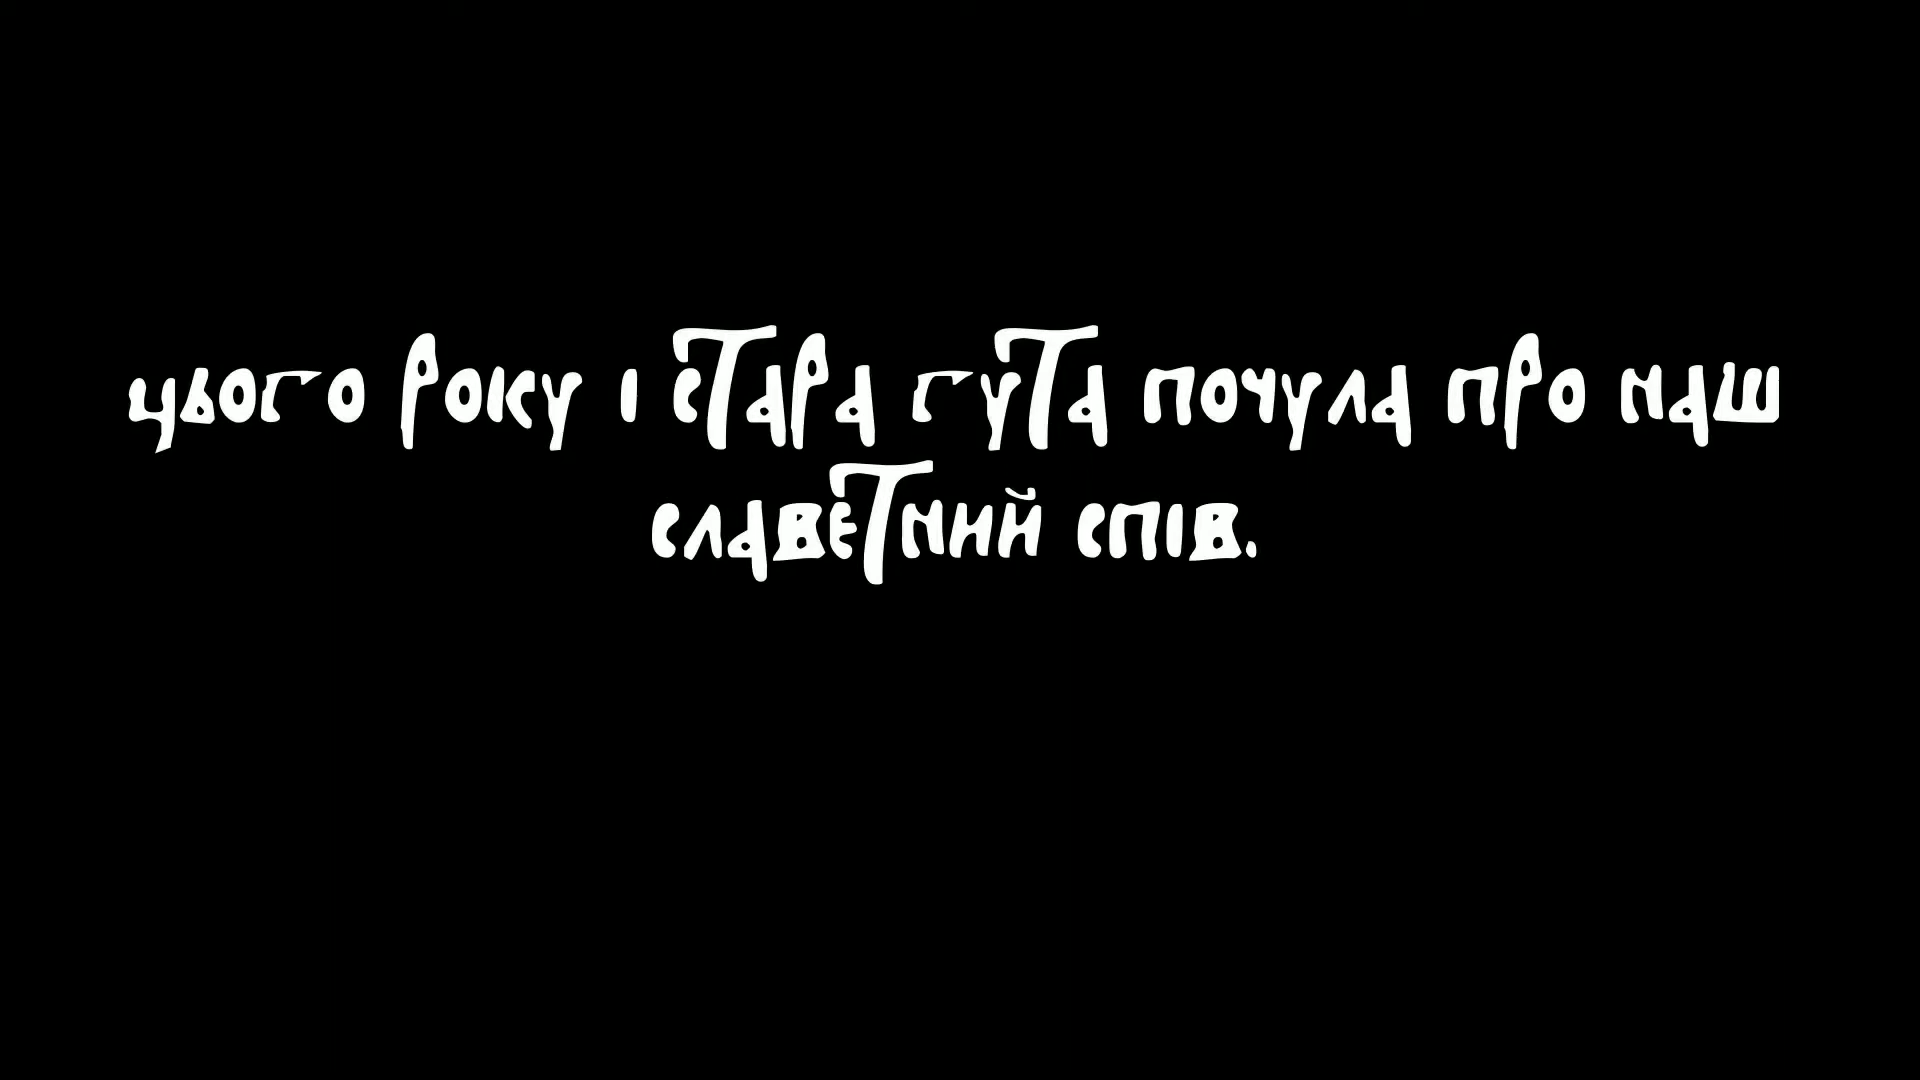 цього року і стара гута почула про наш
славетний спів.